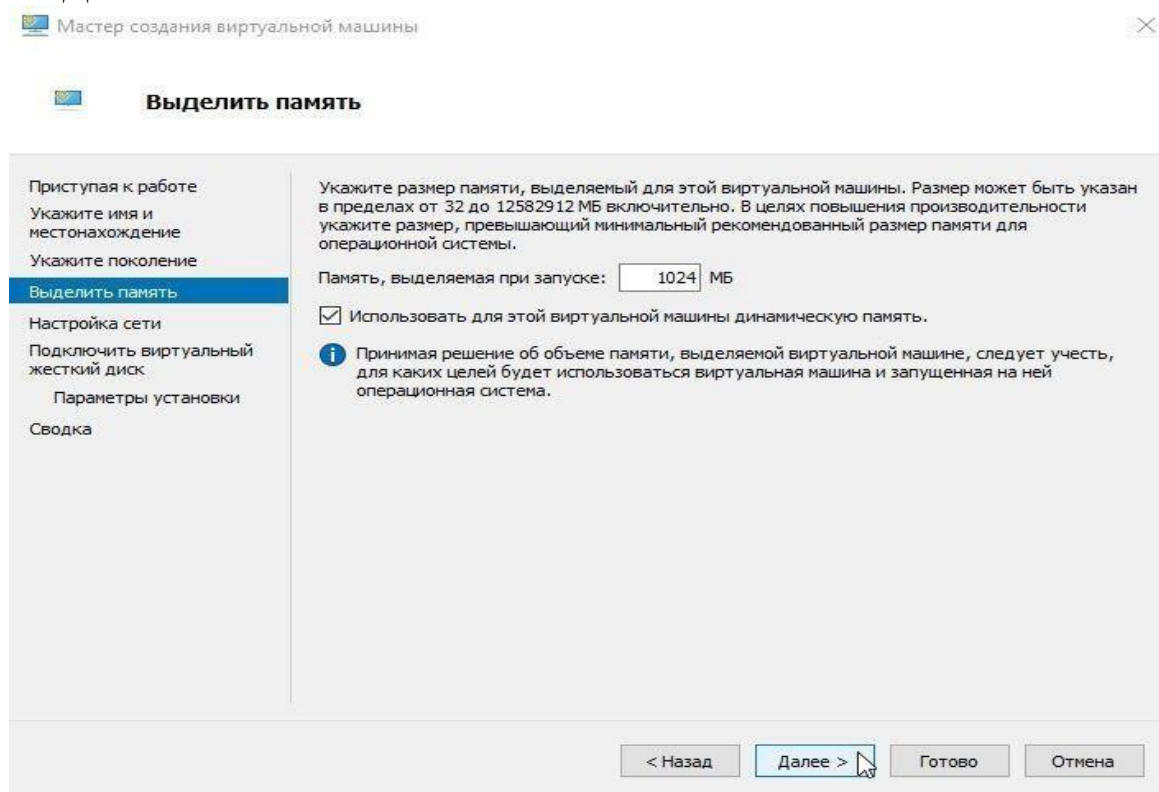 Мастер создания виртуальной машины
Выделить память
Приступая к работе
Укажите имя и
местонахождение
Укажите поколение
Выделить память
Настройка сети
Подключить виртуальный
жесткий диск
Параметры установки
Сводка
Укажите размер памяти, выделяемый для этой виртуальной машины. Размер может быть указан
в пределах от 32 до 12582912 МБ включительно. В целях повышения производительности
укажите размер, превышающий минимальный рекомендованный размер памяти для
операционной системы.
Память, выделяемая при запуске: 1024 МБ
Использовать для этой виртуальной машины динамическую память.
Принимая решение об объеме памяти, выделяемой виртуальной машине, следует учесть,
для каких целей будет использоваться виртуальная машина и запущенная на ней
операционная система.
< Назад Далее > Готово Отмена